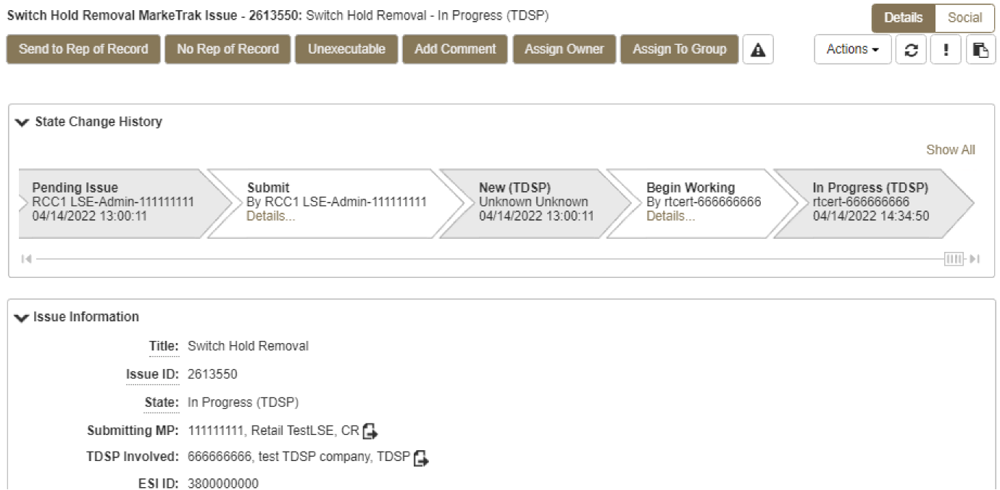 Switch Hold Removal MarkeTrak Issue - 2613550: Switch Hold Removal - In Progress (TDSP)
Details Social
Send to Rep of Record No Rep of Record Unexecutable Add Comment Assign Owner Assign To Group Actions
State Change History
Show All
Pending Issue
RCC1 LSE-Admin-111111111
04/14/2022 13:00:11
Submit
By RCC1 LSE-Admin-111111111
Details...
New (TDSP)
Unknown Unknown
04/14/2022 13:00:11
Begin Working
By rtcert-666666666
Details...
In Progress (TDSP)
rtcert-666666666
04/14/2022 14:34:50
Issue Information
Title: Switch Hold Removal
Issue ID: 2613550
State: In Progress (TDSP)
Submitting MP: 111111111, Retail TestLSE, CR
TDSP Involved: 666666666, test TDSP company, TDSP
ESI ID: 3800000000